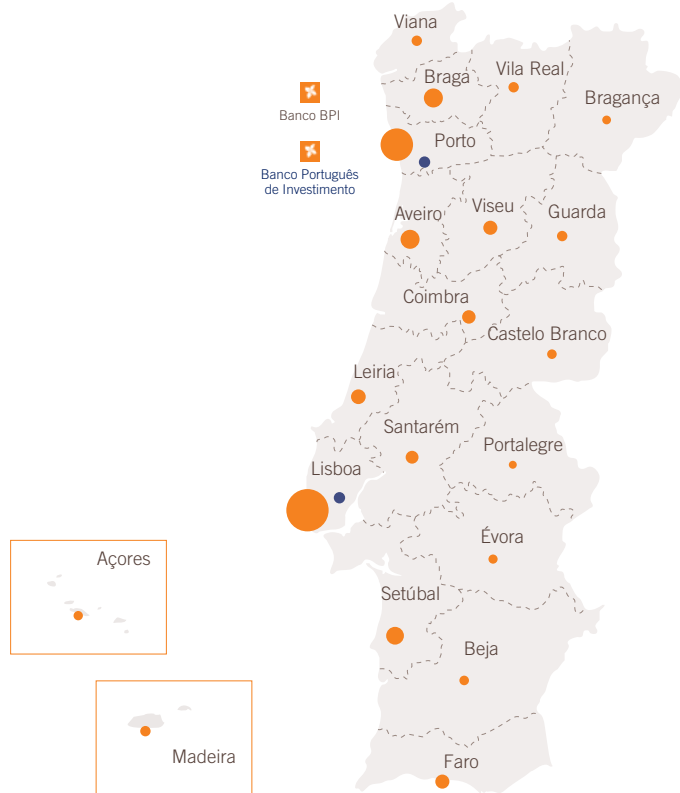 Viana
Vila Real
Braga
Bragança
Banco BPI
Porto
Banco Português
de Investimento
Viseu
Guarda
Aveiro
Coimbra
Castelo Branco
Leiria
Santarém
Portalegre
Lisboa
Évora
Açores
Setúbal
Beja
Madeira
Faro